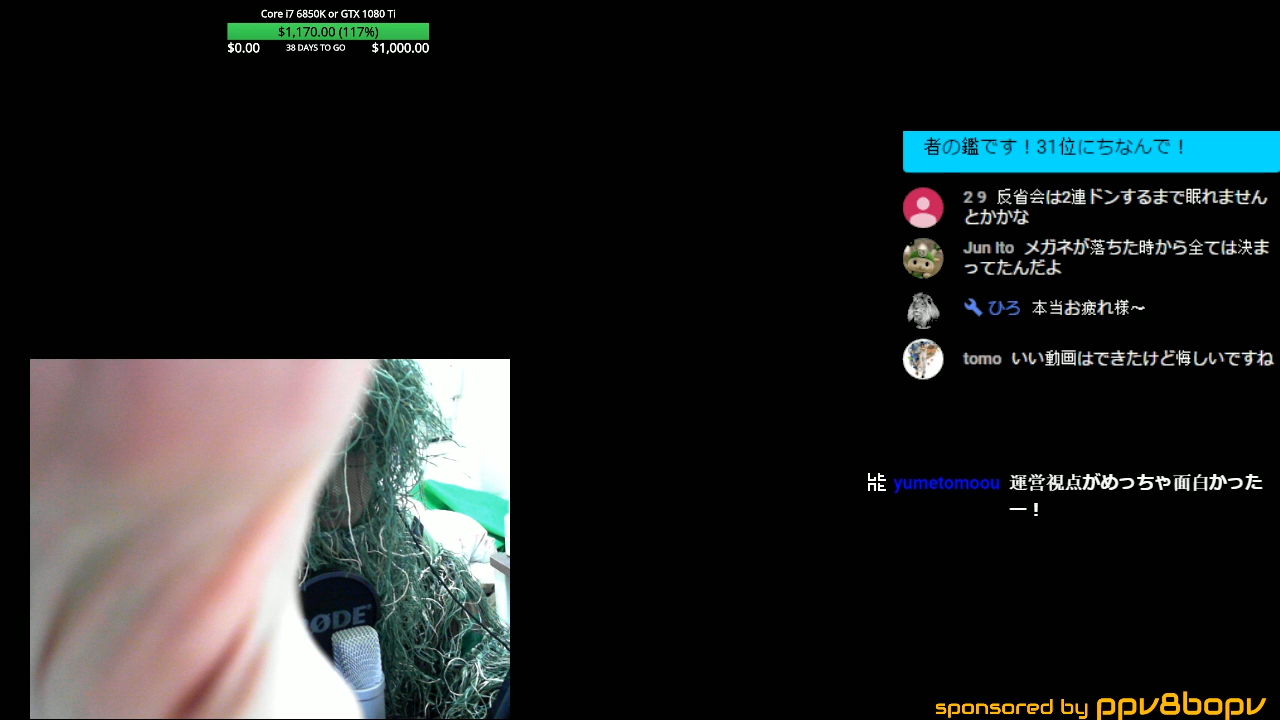 Core i7 6850K or GTX 1080 Ti
$1,170.00 (117%)
$0.00 38 DAYS TO GO $1,000.00
者の鑑です！31位にちなんで！
２９ 反省会は2連ドンするまで眠れません
とかかな
Jun Ito メガネが落ちた時から全ては決ま
ってたんだよ
ひろ 本当お疲れ様〜
tomo いい動画はできたけど悔しいですね
yumetomoou 運営視点がめっちゃ面白かった
ー！
RØDE
sponsored by ppv8bopv